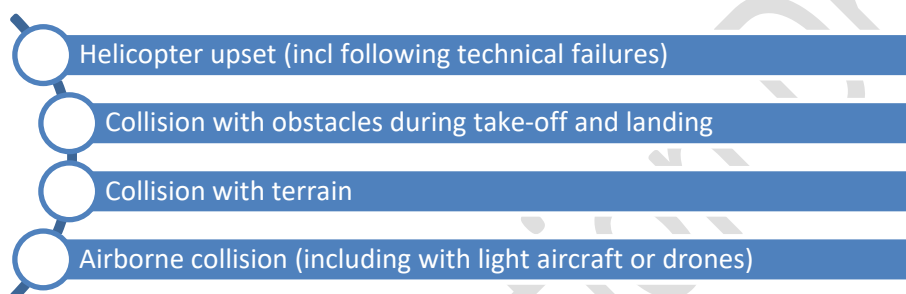 Helicopter upset (incl following technical failures)
Collision with obstacles during take-off and landing
Collision with terrain
Airborne collision (including with light aircraft or drones)